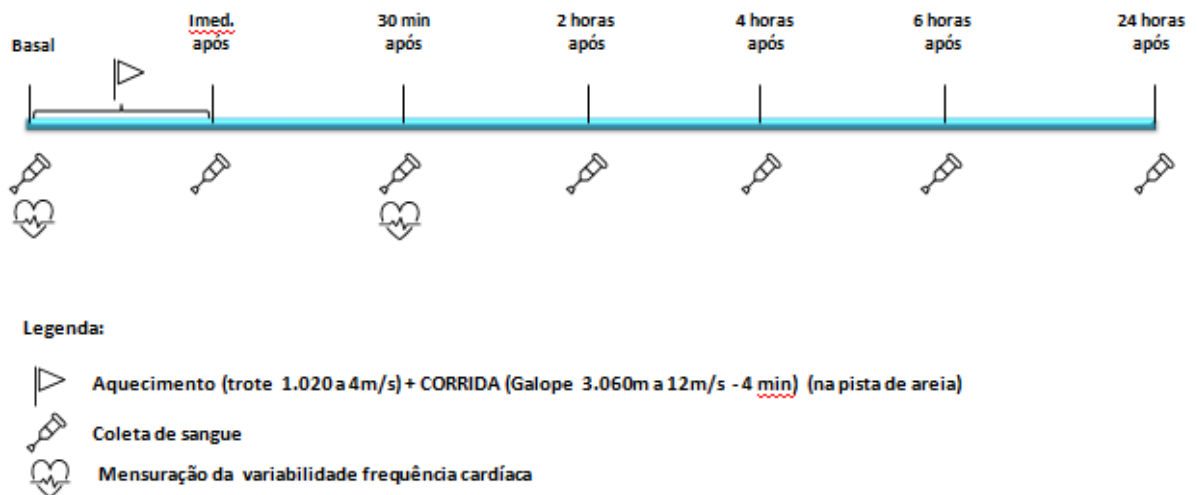 Basal
Imed. após
30 min após
2 horas após
4 horas após
6 horas após
24 horas após
Legenda:
Aquecimento (trote 1.020 a 4m/s) + CORRIDA (Galope 3.060m a 12m/s - 4 min) (na pista de areia)
Coleta de sangue
Mensuração da variabilidade frequência cardíaca